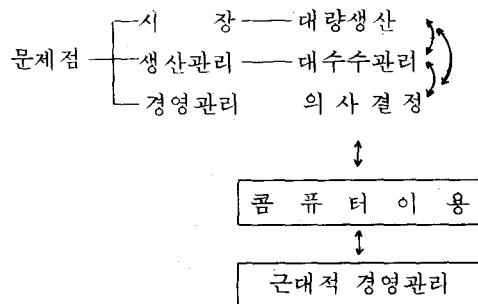 시 장 대량생산
문제점 생산관리 대수수관리
경영관리 의사결정
콤 퓨 터 이 용
근대적 경영관리